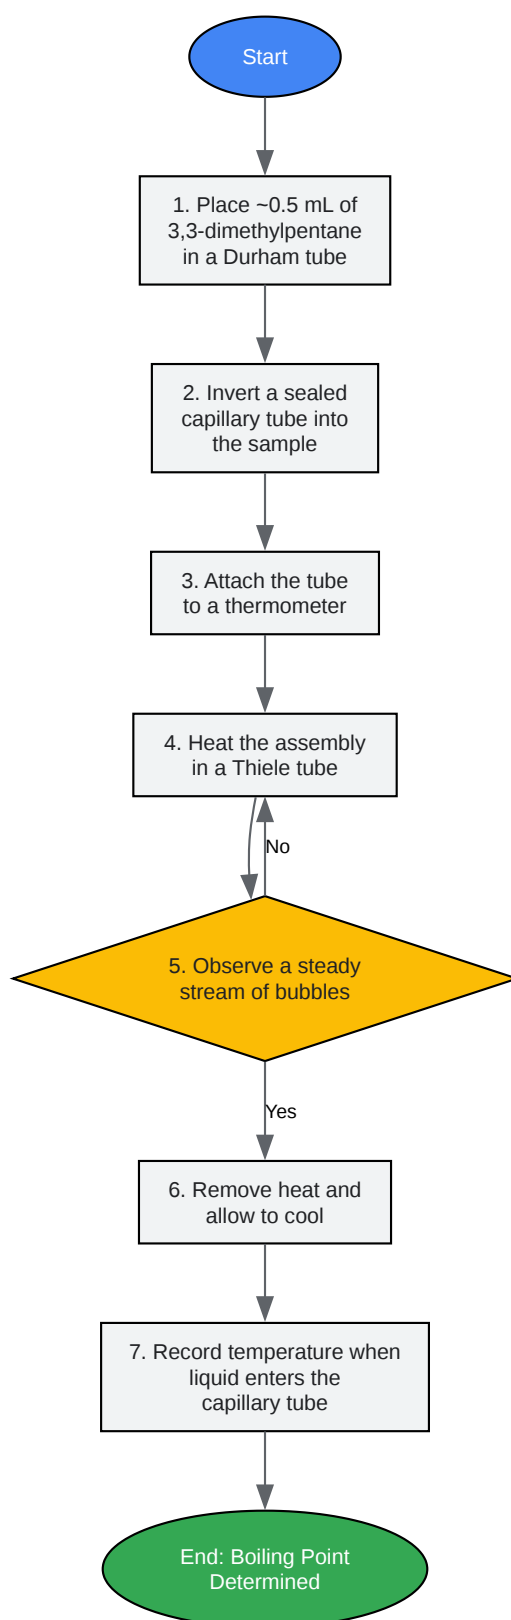 Start
1. Place ~0.5 mL of
3,3-dimethylpentane
in a Durham tube
2. Invert a sealed
capillary tube into
the sample
3. Attach the tube
to a thermometer
4. Heat the assembly
in a Thiele tube
No
5. Observe a steady
stream of bubbles
Yes
6. Remove heat and
allow to cool
7. Record temperature when
liquid enters the
capillary tube
End: Boiling Point
Determined